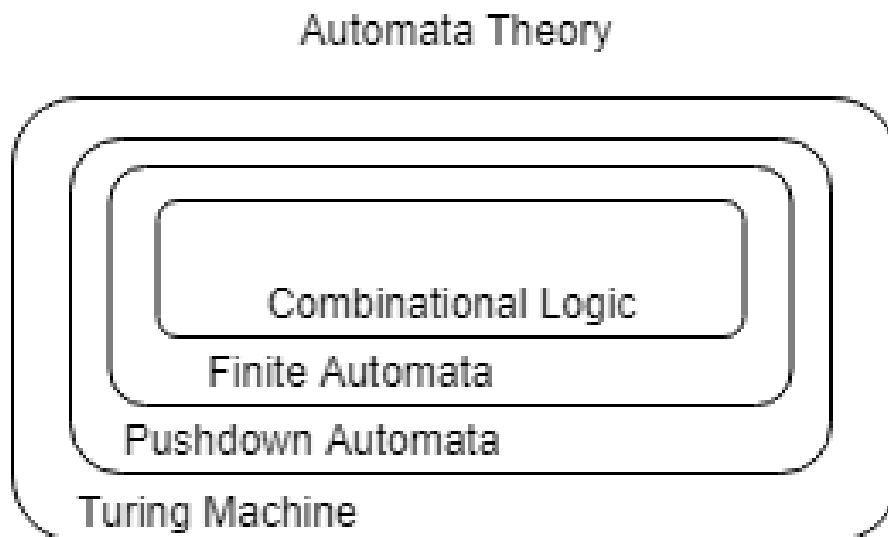 Automata Theory
Combinational Logic
Finite Automata
Pushdown Automata
Turing Machine